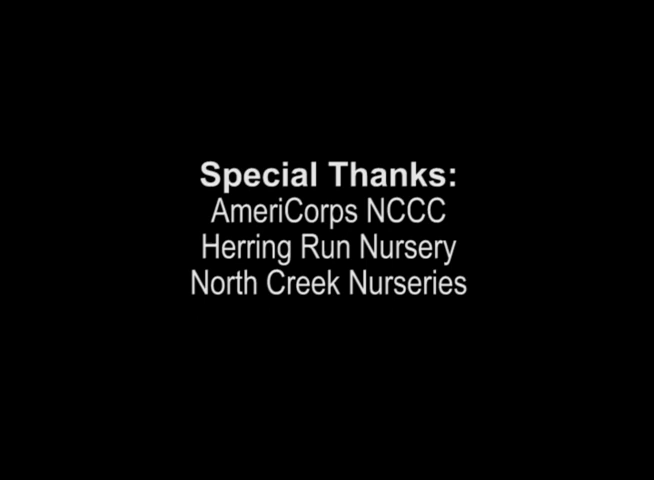 Special Thanks:
AmeriCorps NCCC
Herring Run Nursery
North Creek Nurseries